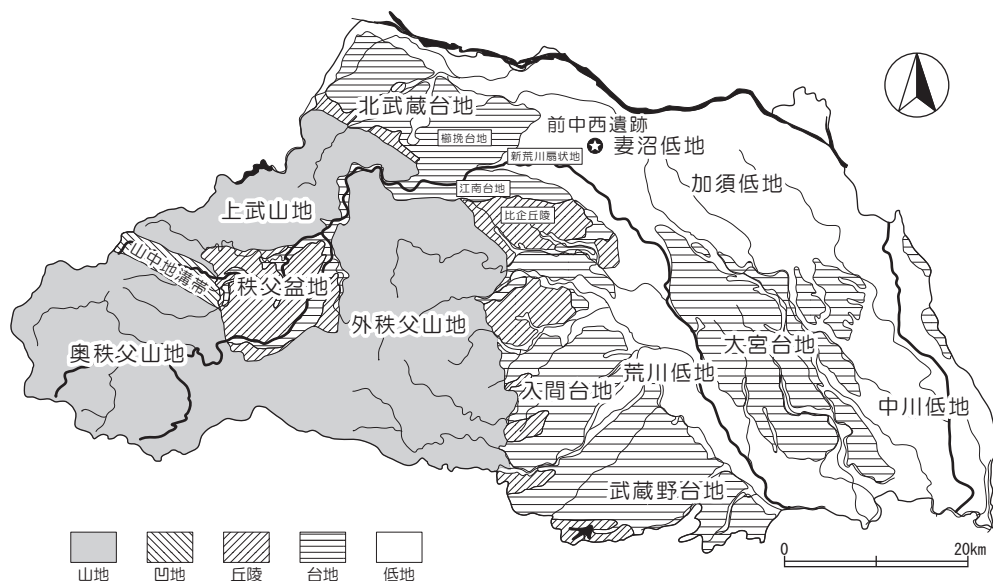 北武蔵台地
櫛挽台地
前中西遺跡
妻沼低地
新荒川扇状地
加須低地
江南台地
上武山地
比企丘陵
山中地溝帯
秩父盆地
外秩父山地
奥秩父山地
大宮台地
荒川低地
入間台地
中川低地
武蔵野台地
山地
凹地
丘陵
台地
低地
0
20km